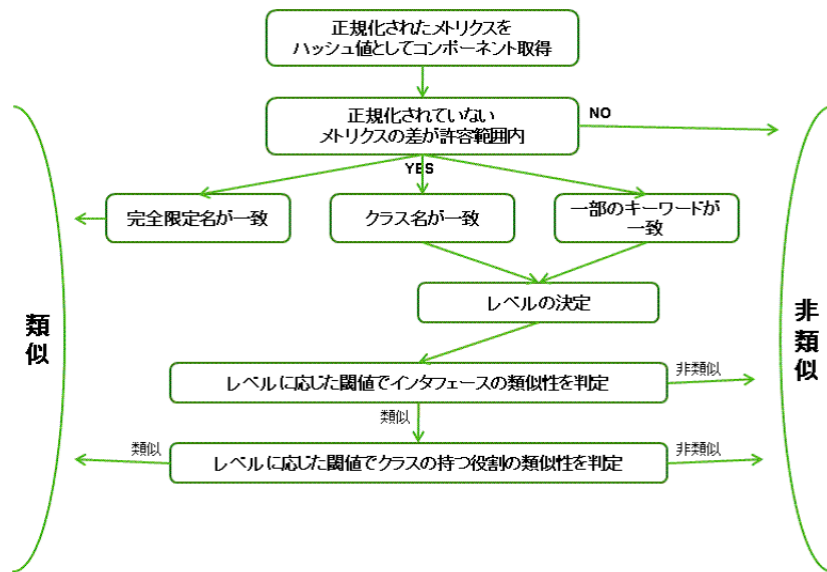 正規化されたメトリクスを
ハッシュ値としてコンポーネント取得
正規化されていない
メトリクスの差が許容範囲内
NO
YES
完全限定名が一致
クラス名が一致
一部のキーワードが
一致
レベルの決定
類似
非類似
レベルに応じた閾値でインタフェースの類似性を判定
非類似
類似
類似
レベルに応じた閾値でクラスの持つ役割の類似性を判定
非類似